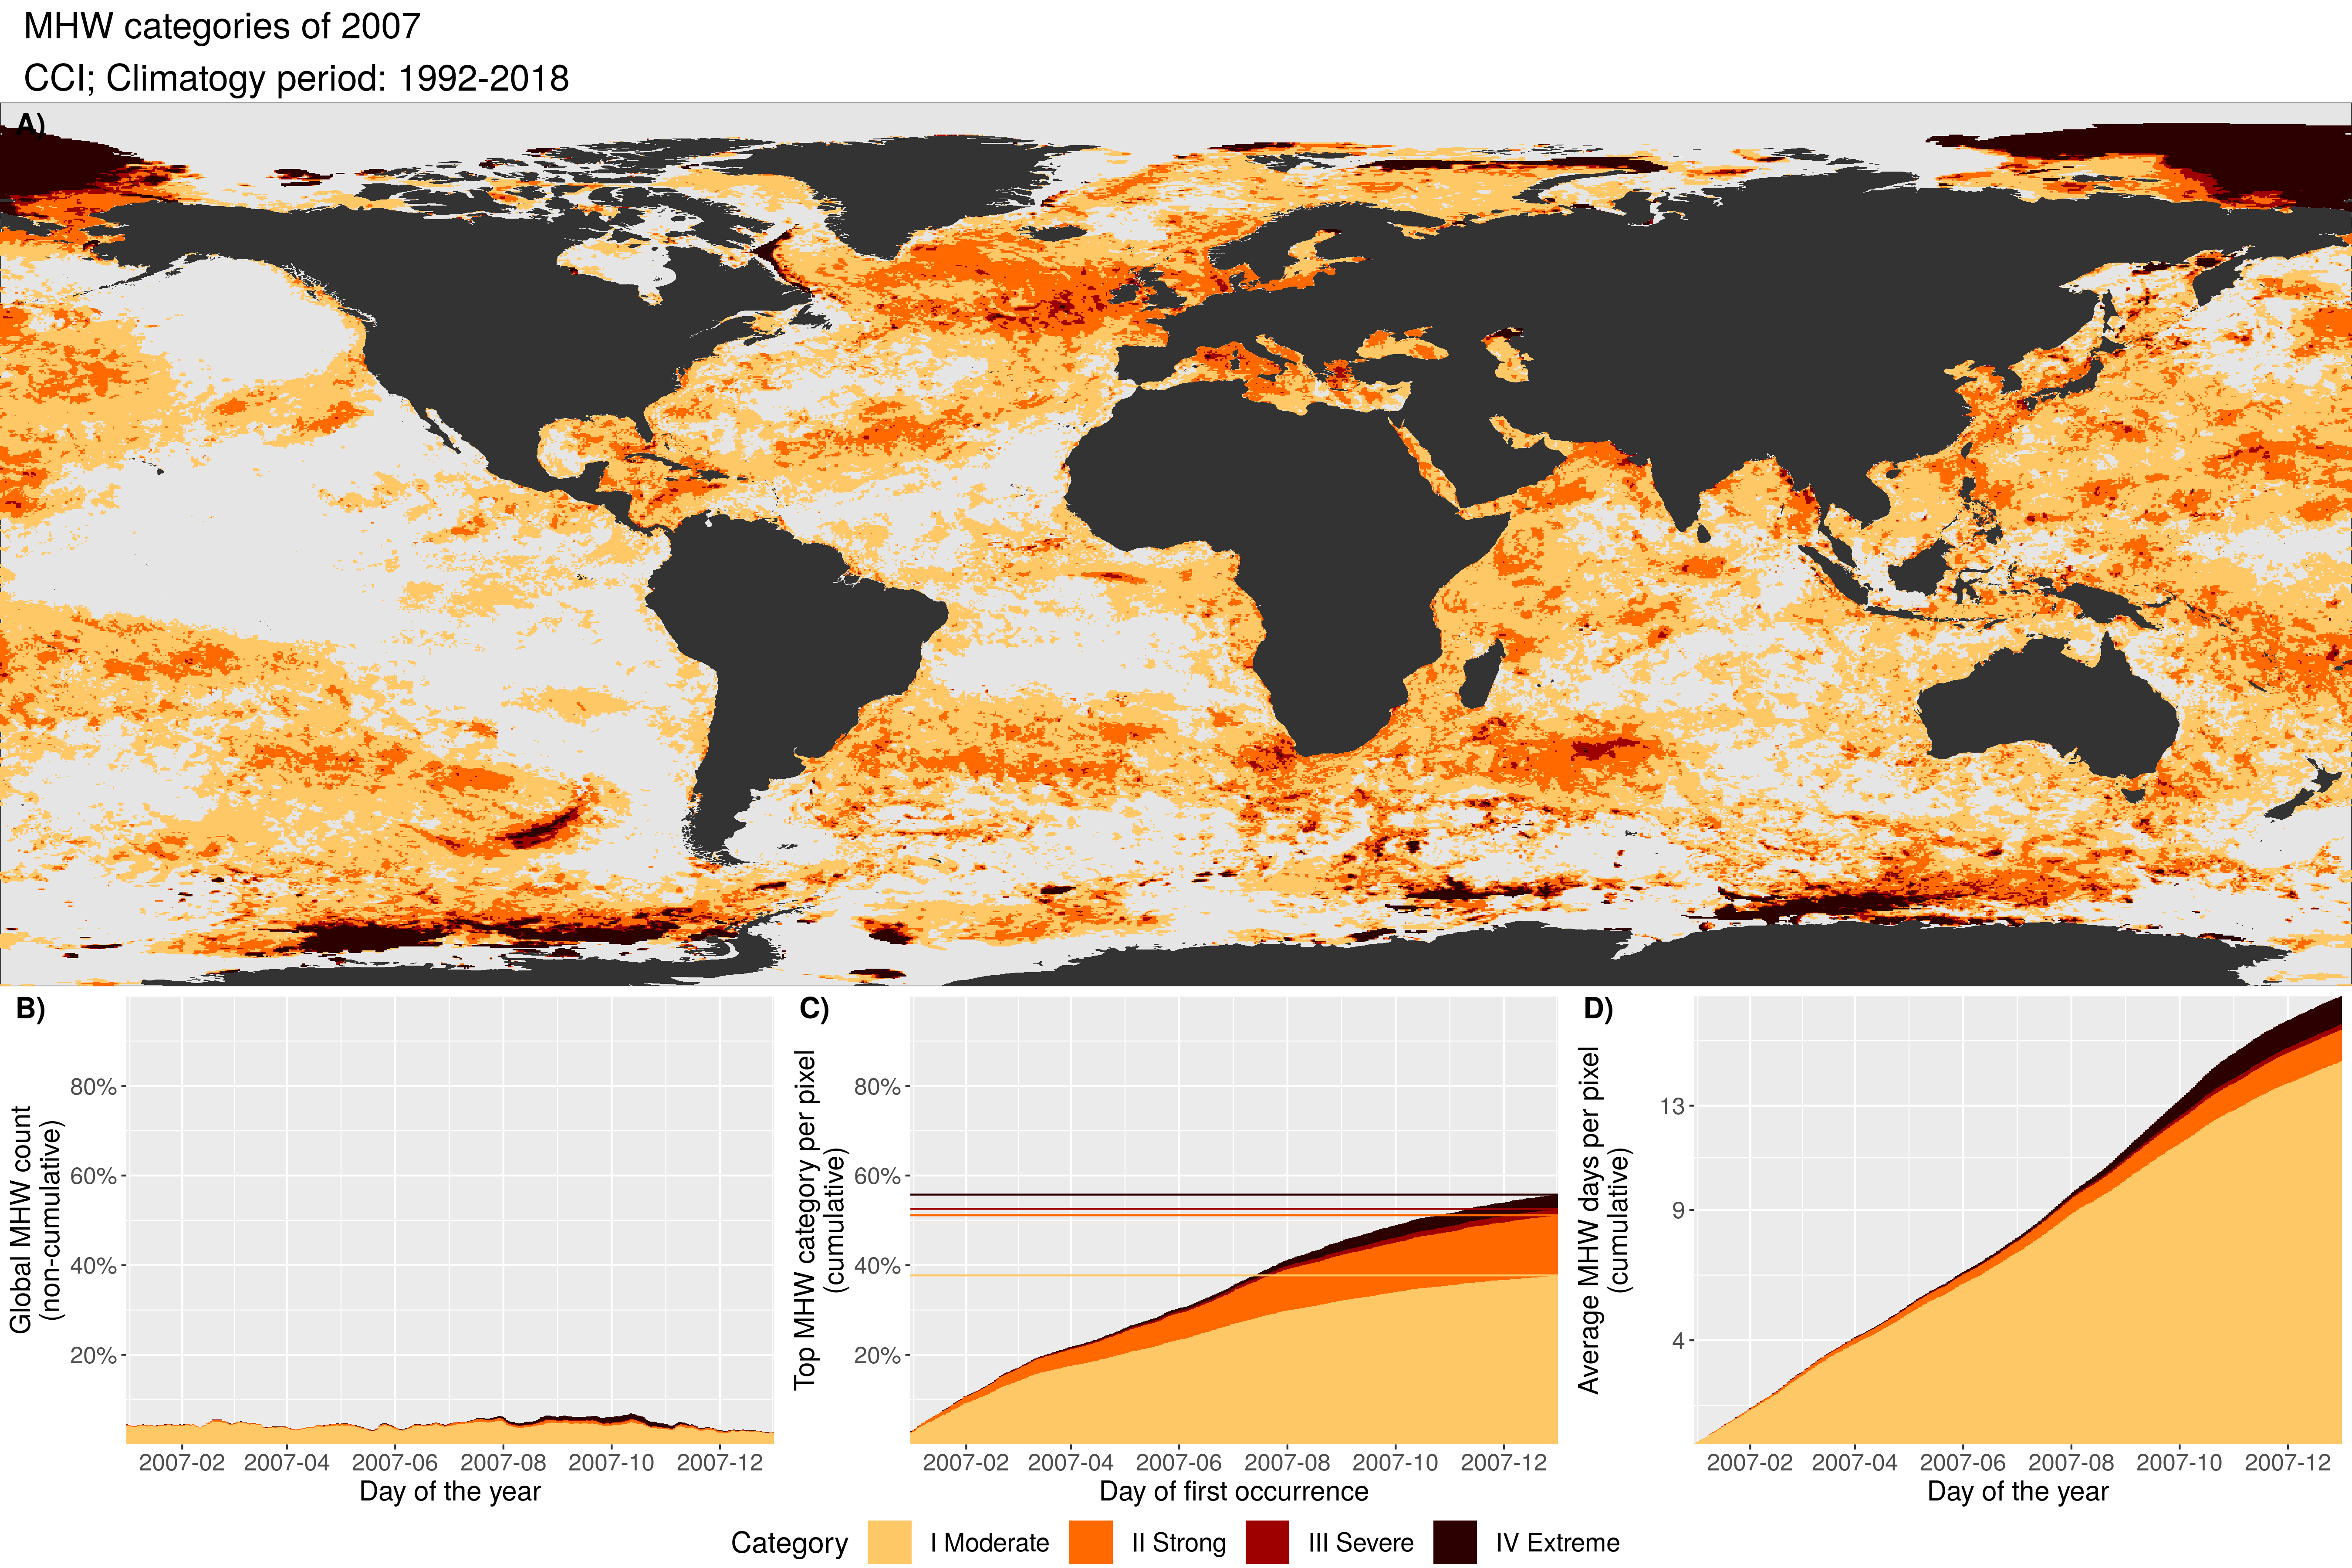 MHW categories of 2007
CCI; Climatogy period: 1992-2018
A)
B)
Global MHW count
(non-cumulative)
80%
60%
40%
20%
2007-02 2007-04 2007-06 2007-08 2007-10 2007-12
Day of the year
C)
Top MHW category per pixel
(cumulative)
80%
60%
40%
20%
2007-02 2007-04 2007-06 2007-08 2007-10 2007-12
Day of first occurrence
D)
Average MHW days per pixel
(cumulative)
13
9
4
2007-02 2007-04 2007-06 2007-08 2007-10 2007-12
Day of the year
Category I Moderate II Strong III Severe IV Extreme